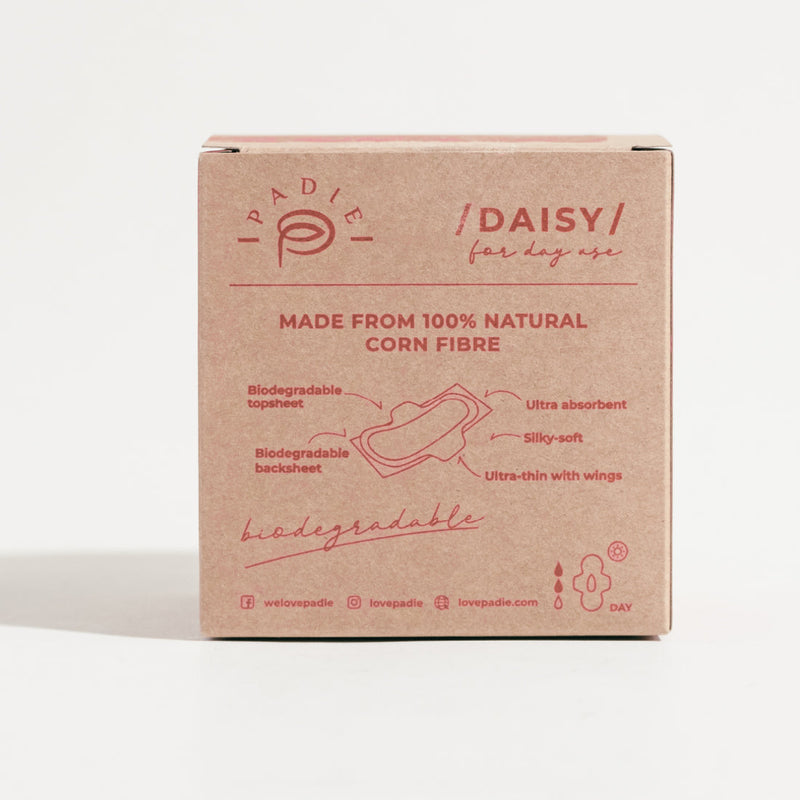 PADIE
/DAISY/
for day use
MADE FROM 100% NATURAL
CORN FIBRE
Biodegradable
topsheet
Ultra absorbent
Silky-soft
Biodegradable
backsheet
Ultra-thin with wings
biodegradable
welovepadie lovepadie lovepadie.com
DAY